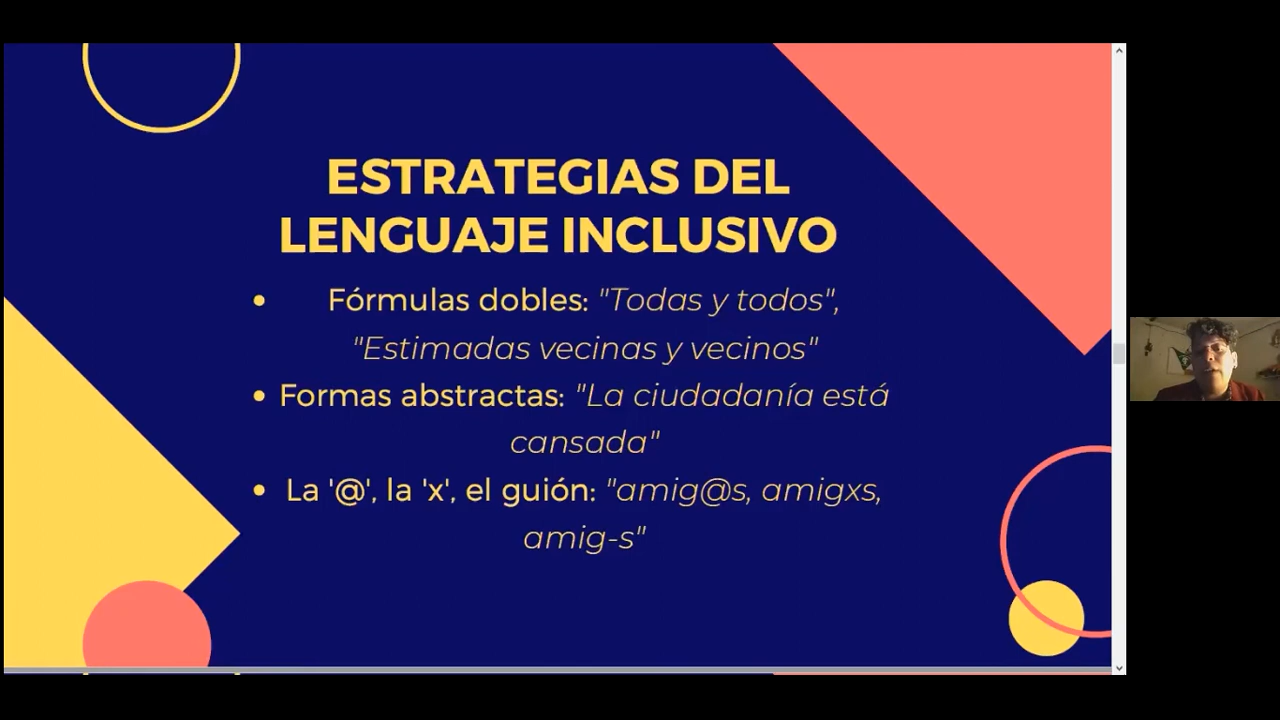 ESTRATEGIAS DEL
LENGUAJE INCLUSIVO
• Fórmulas dobles: "Todas y todos",
"Estimadas vecinas y vecinos"
• Formas abstractas: "La ciudadanía está
cansada"
• La '@', la 'x', el guión: "amig@s, amigxs,
amig-s"